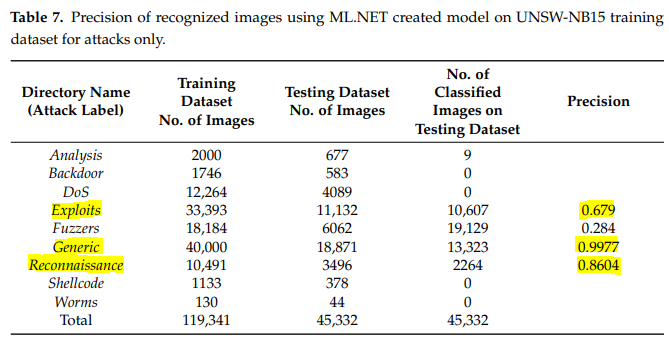 Table 7. Precision of recognized images using ML.NET created model on UNSW-NB15 training
dataset for attacks only.
Directory Name (Attack Label) Training Dataset No. of Images Testing Dataset No. of Images No. of Classified Images on Testing Dataset Precision
Analysis 2000 677 9
Backdoor 1746 583 0
DoS 12,264 4089 0
Exploits 33,393 11,132 10,607 0.679
Fuzzers 18,184 6062 19,129 0.284
Generic 40,000 18,871 13,323 0.9977
Reconnaissance 10,491 3496 2264 0.8604
Shellcode 1133 378 0
Worms 130 44 0
Total 119,341 45,332 45,332